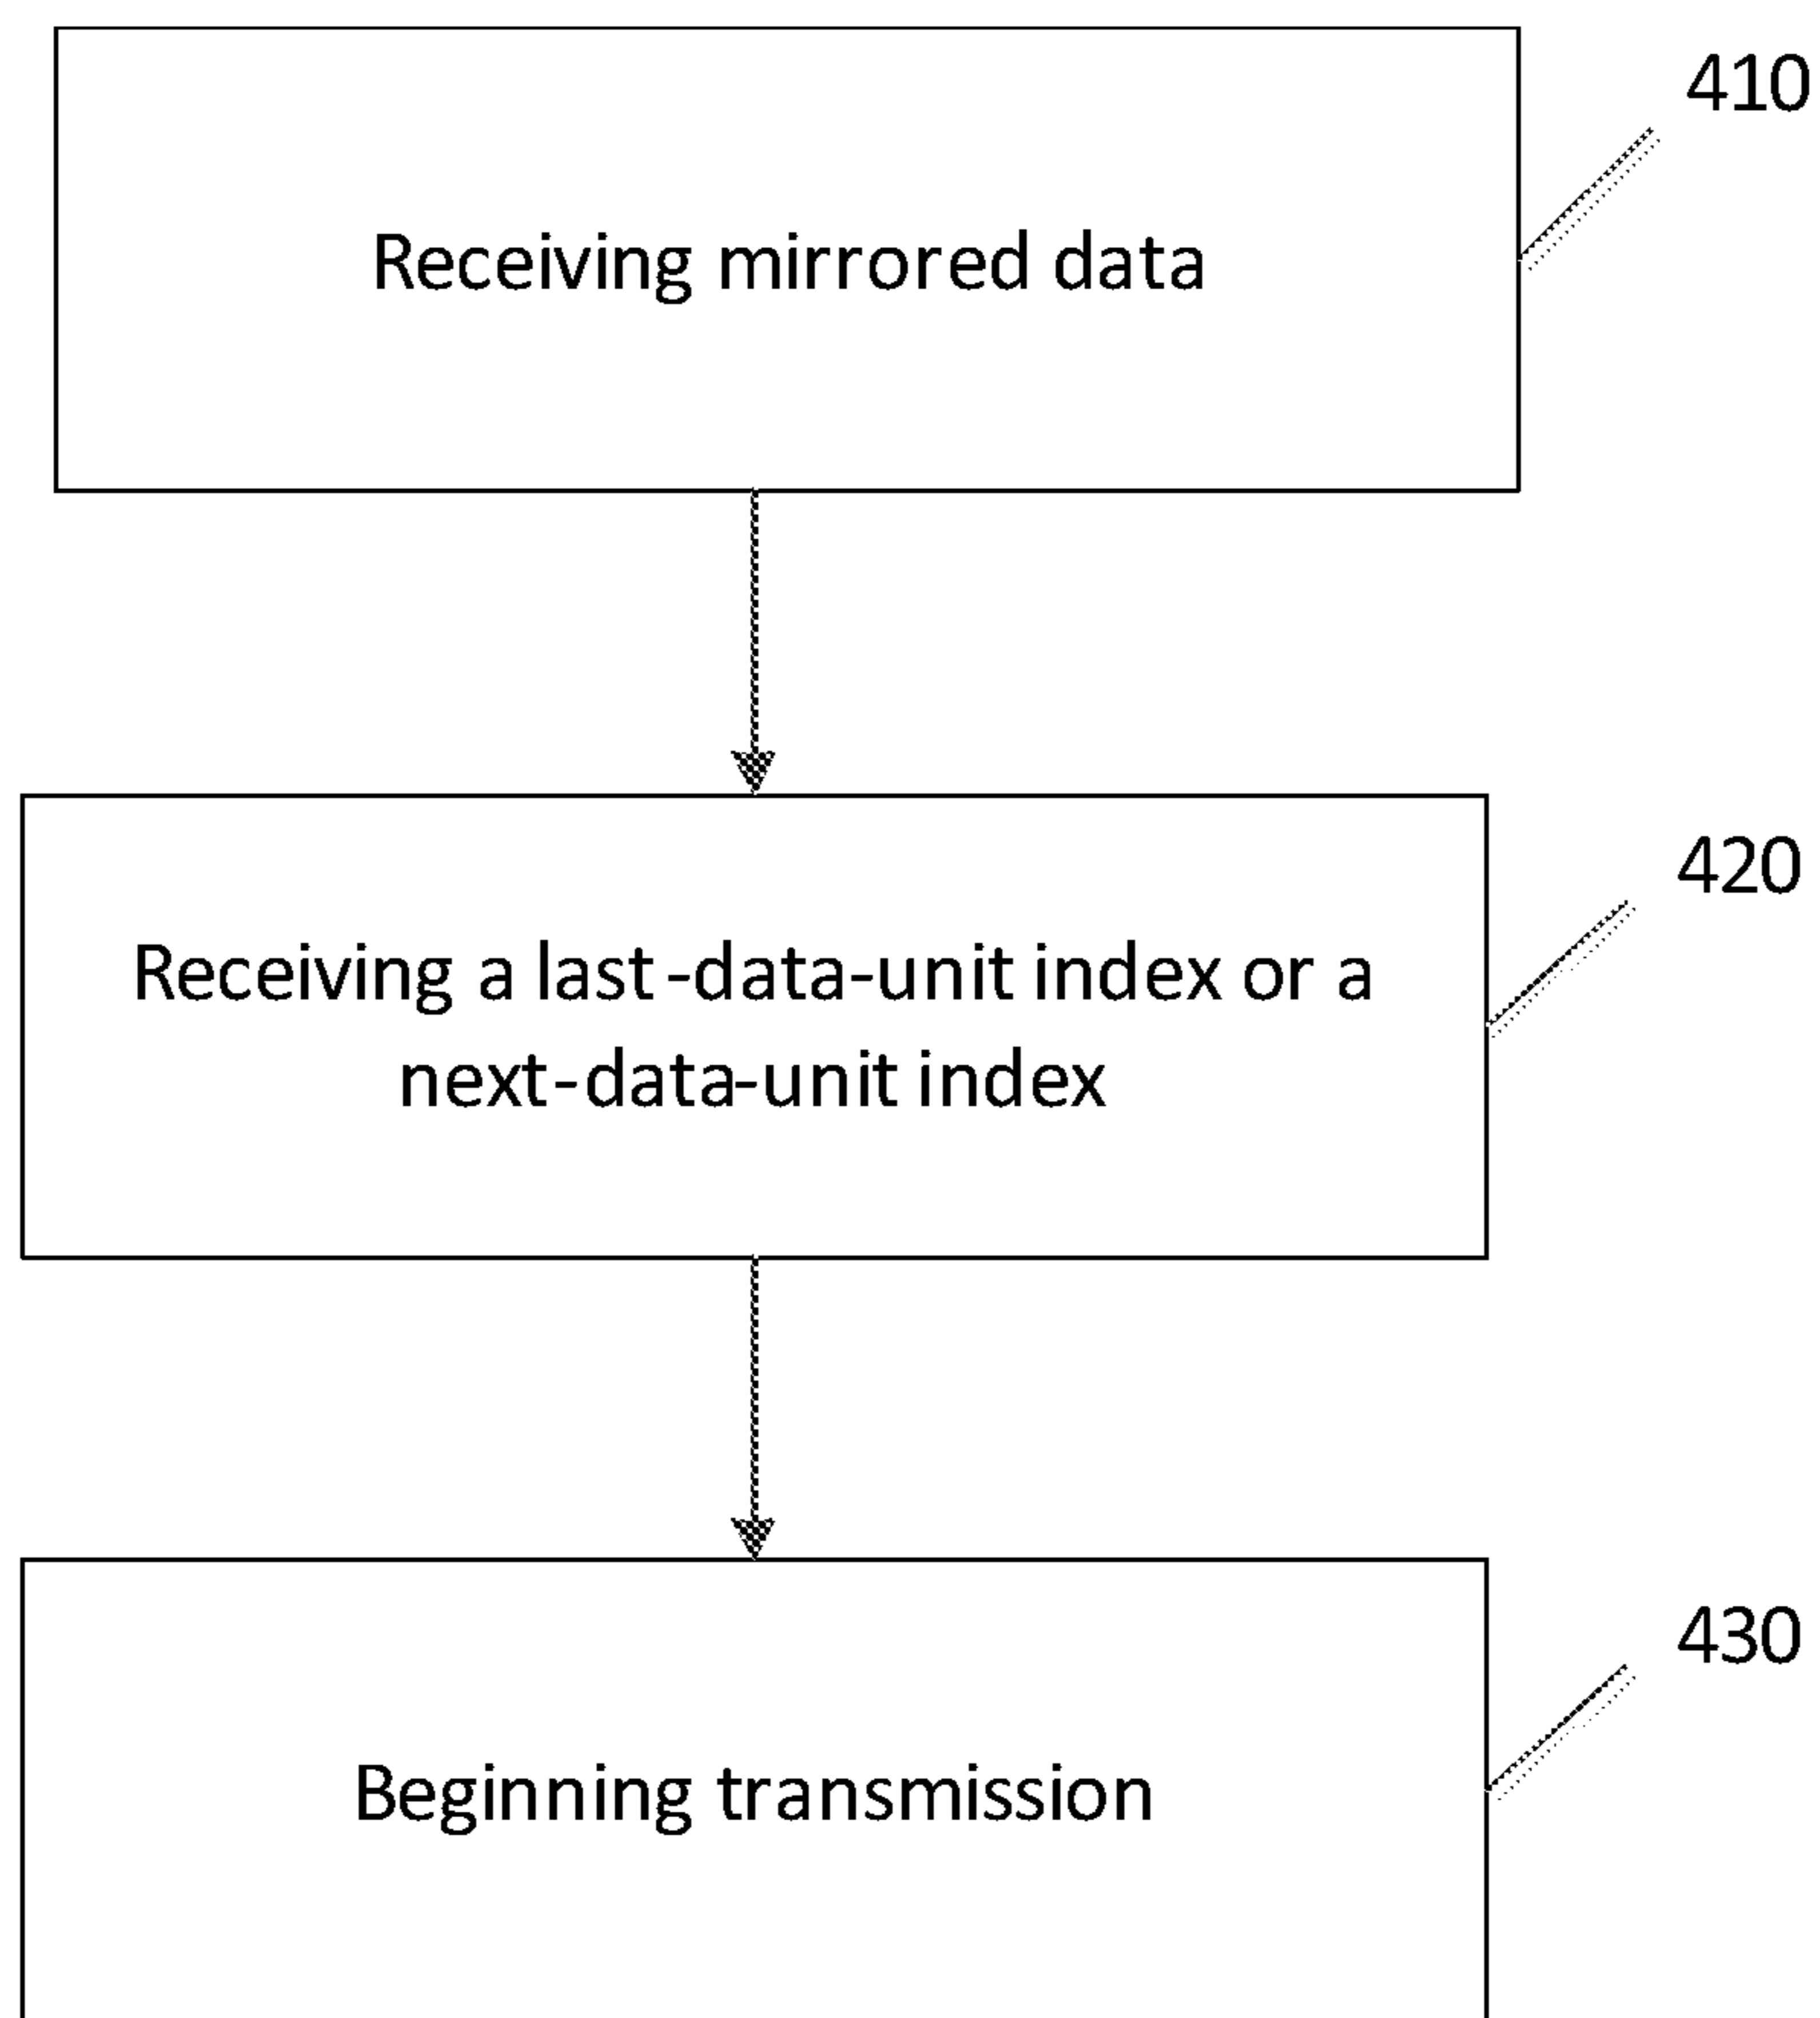 410
Receiving mirrored data
420
Receiving a last-data-unit index or a
next-data-unit index
430
Beginning transmission